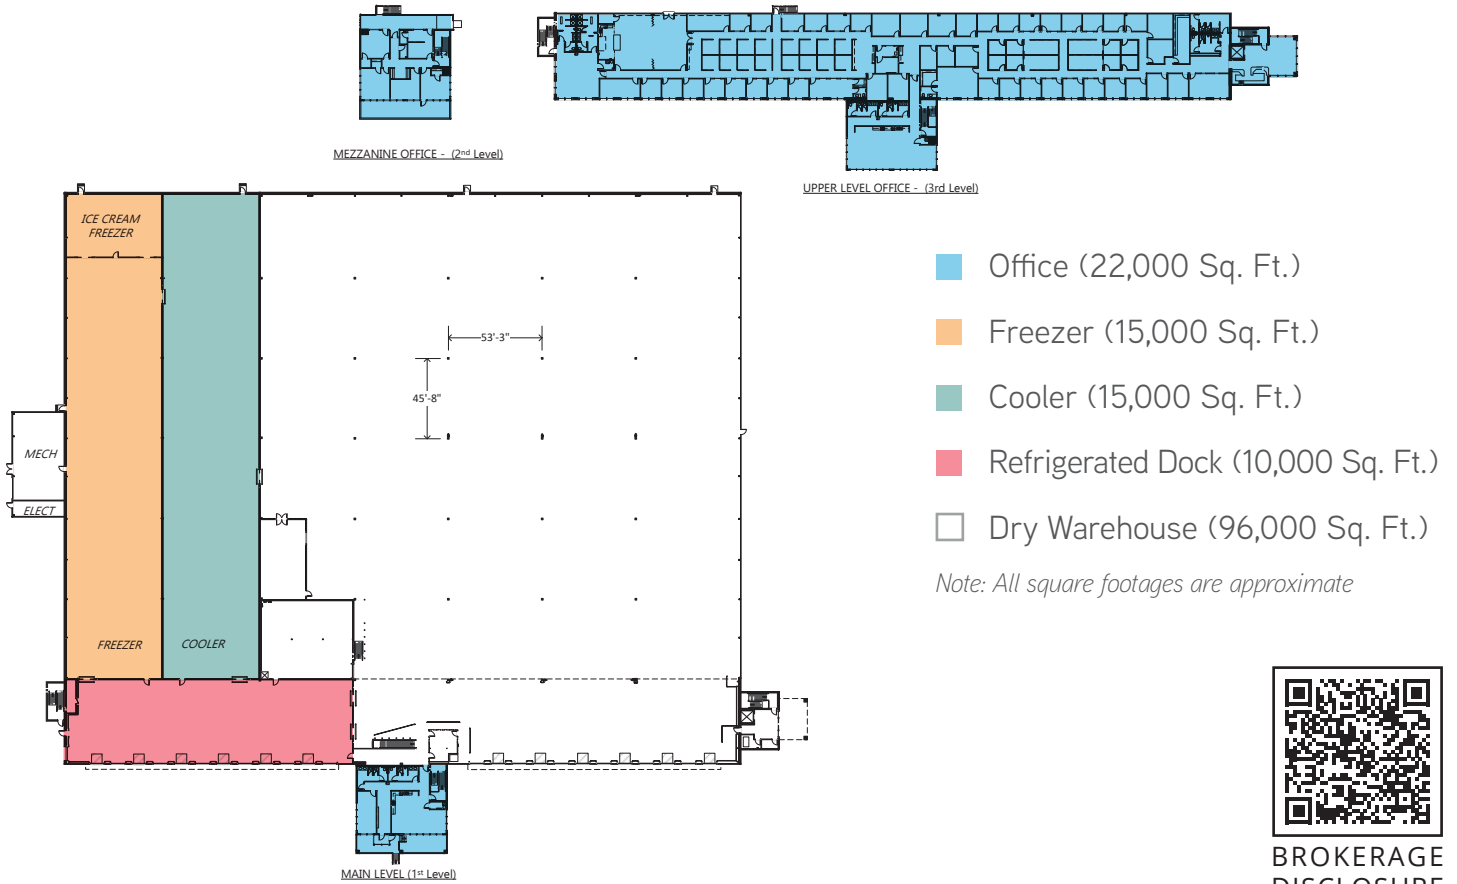 MEZZANINE OFFICE - (2nd Level)
UPPER LEVEL OFFICE - (3rd Level)
ICE CREAM
FREEZER
53'-3"
45'-8"
MECH
ELECT
FREEZER
COOLER
MAIN LEVEL (1st Level)
Office (22,000 Sq. Ft.)
Freezer (15,000 Sq. Ft.)
Cooler (15,000 Sq. Ft.)
Refrigerated Dock (10,000 Sq. Ft.)
Dry Warehouse (96,000 Sq. Ft.)
Note: All square footages are approximate
BROKERAGE
DISCLOSURE